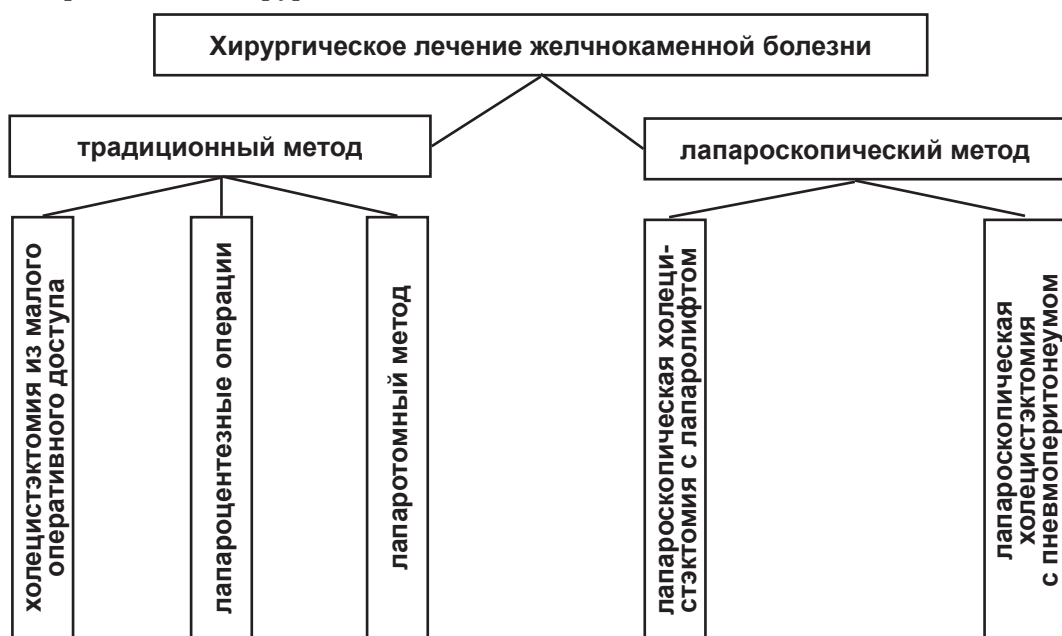 Хирургическое лечение желчнокаменной болезни
традиционный метод
лапароскопический метод
холецистэктомия из малого
оперативного доступа
лапароцентезные операции
лапаротомный метод
лапароскопическая холеци-
стэктомия с лапаролифтом
лапароскопическая
холецистэктомия
с пневмоперитонеумом